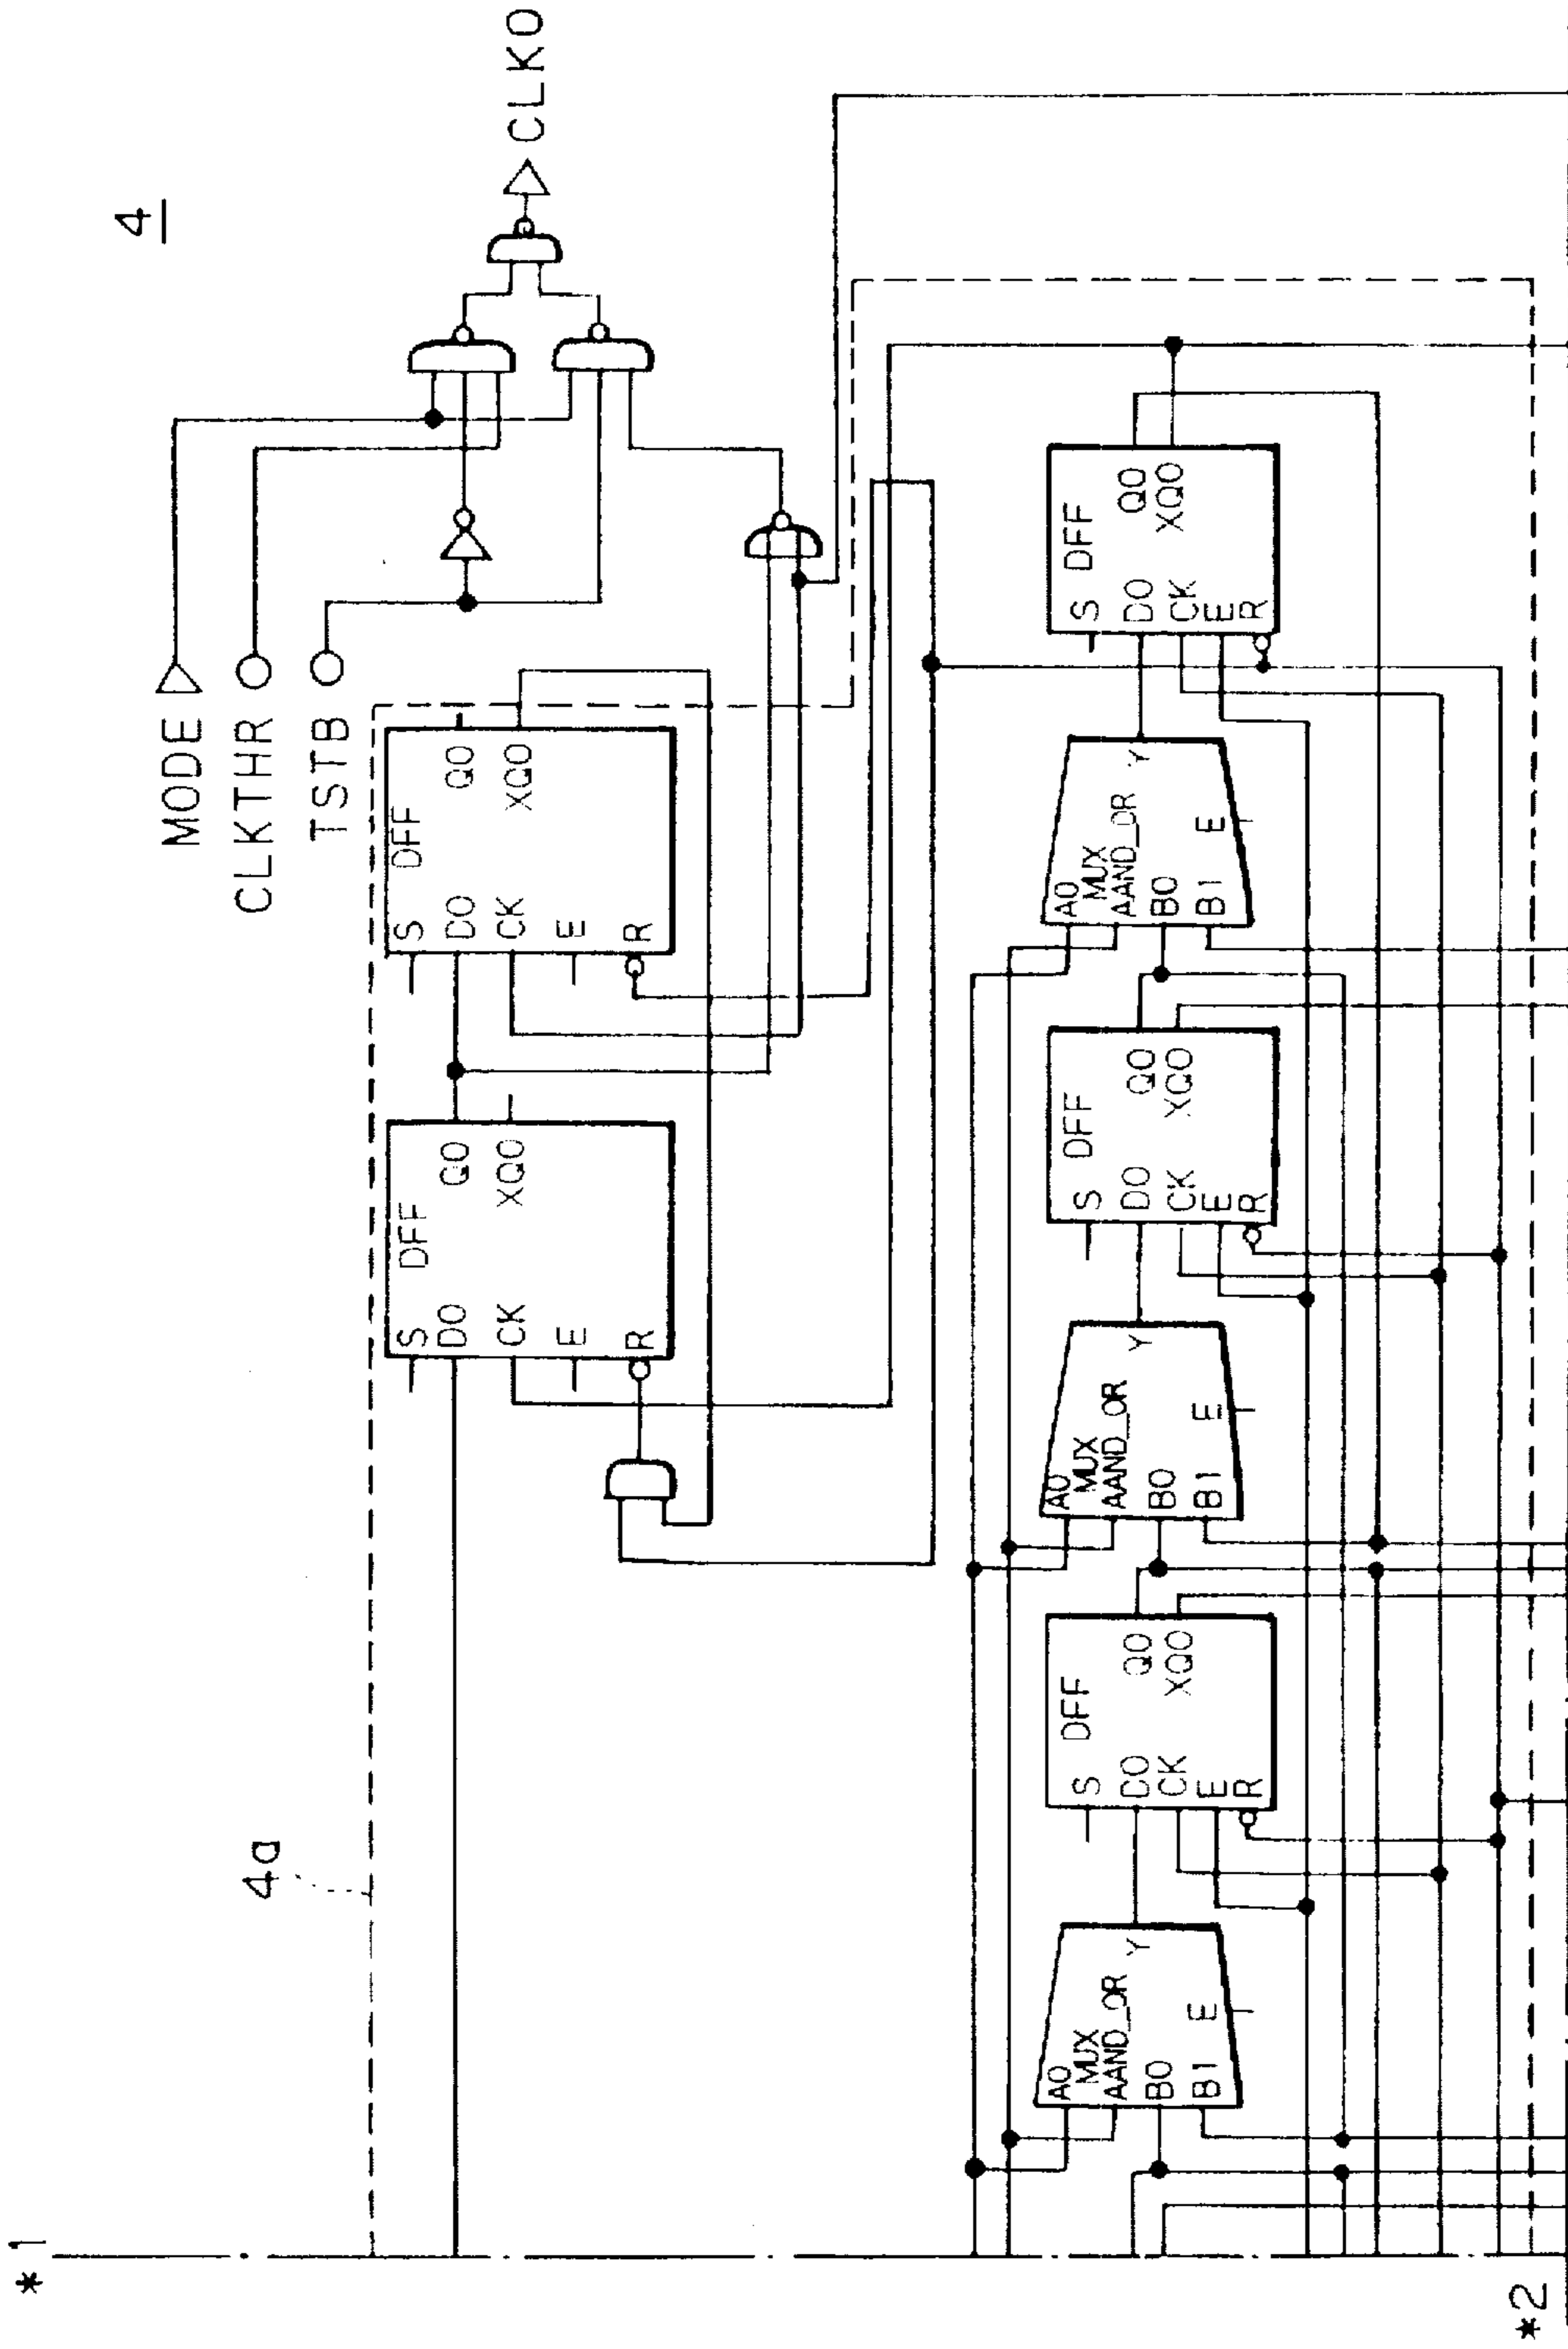 *1
4
4a
MODE
CLKTHR
TSTB
CLKO
S DFF
DO QO
CK XQO
E
R
S DFF
DO QO
CK XQO
E
R
A0
MUX
AAND_OR
Y
B0
B1
E
S DFF
DO QO
CK XQO
E
R
A0
MUX
AAND_OR
Y
B0
B1
E
S DFF
DO QO
CK XQO
E
R
A0
MUX
AAND_OR
Y
B0
B1
E
S DFF
DO QO
CK XQO
E
R
*2